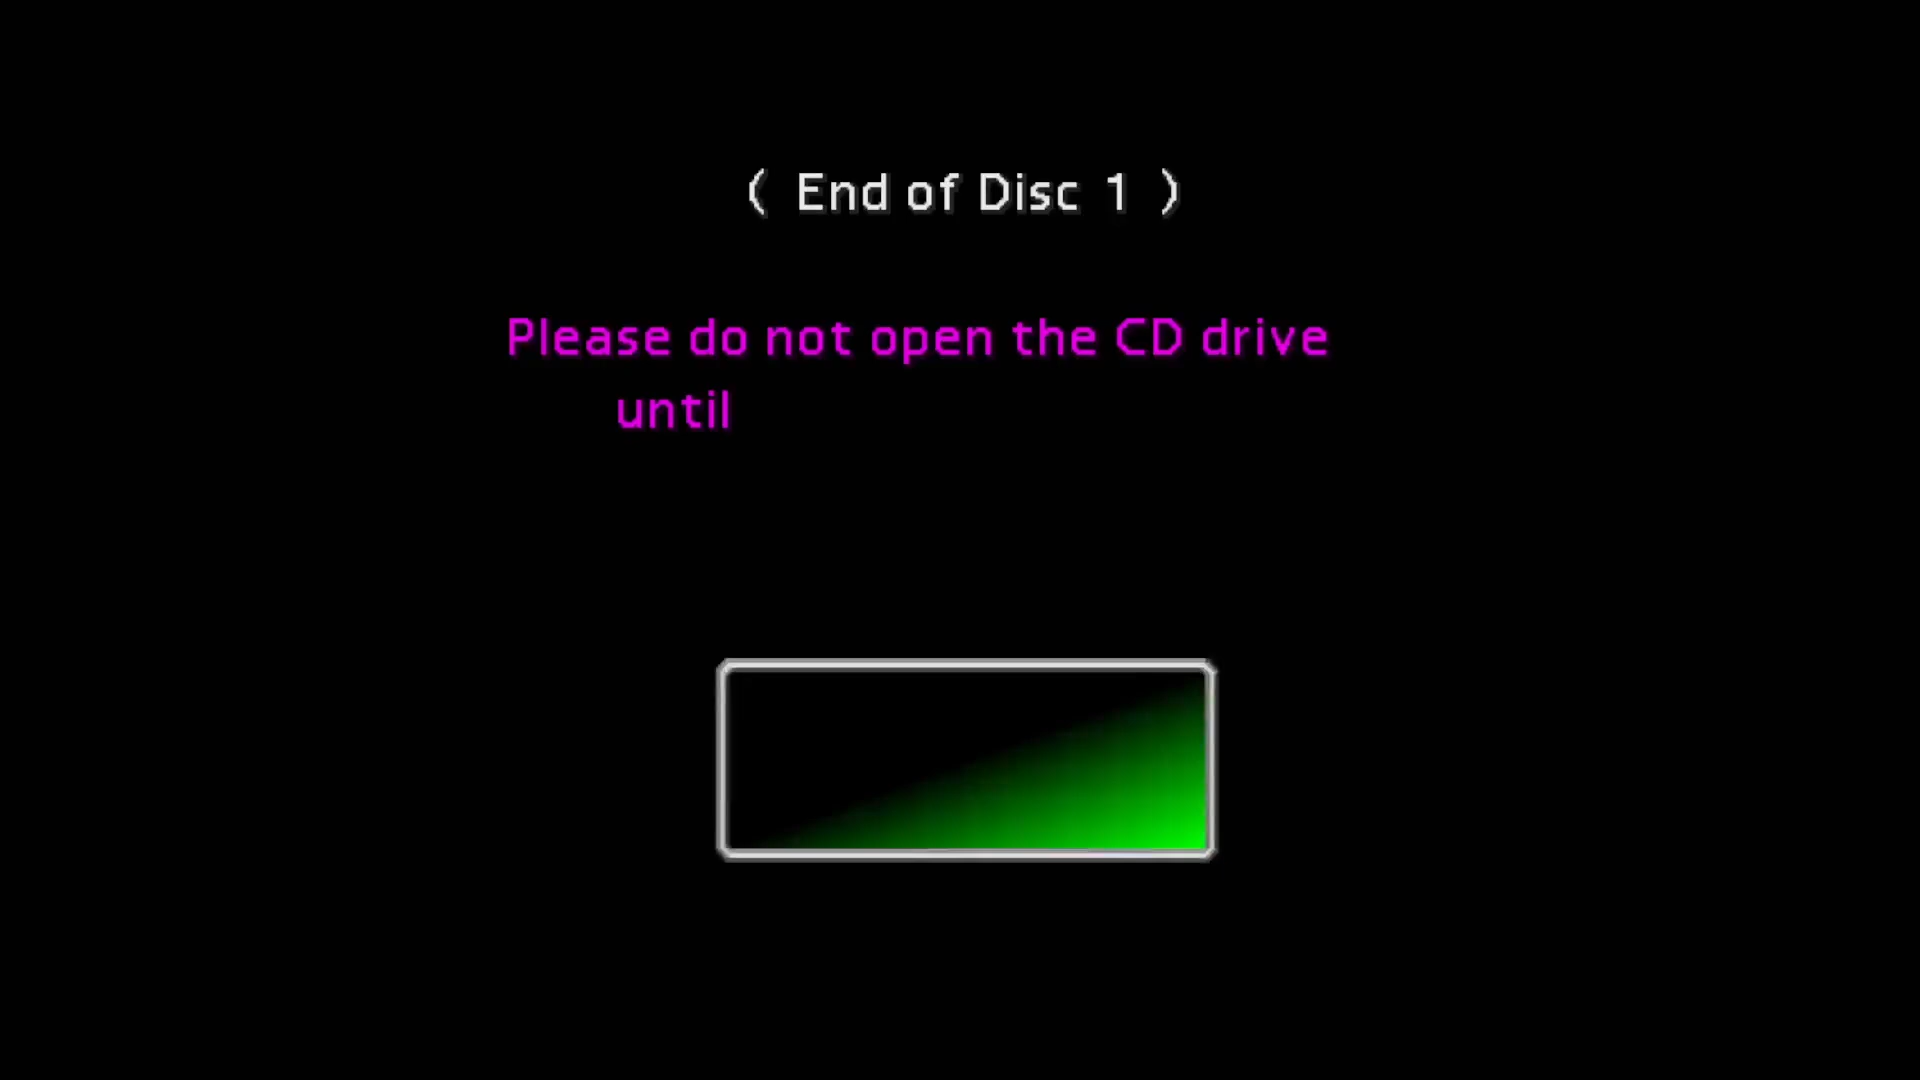 ( End of Disc 1 )
Please do not open the CD drive
until